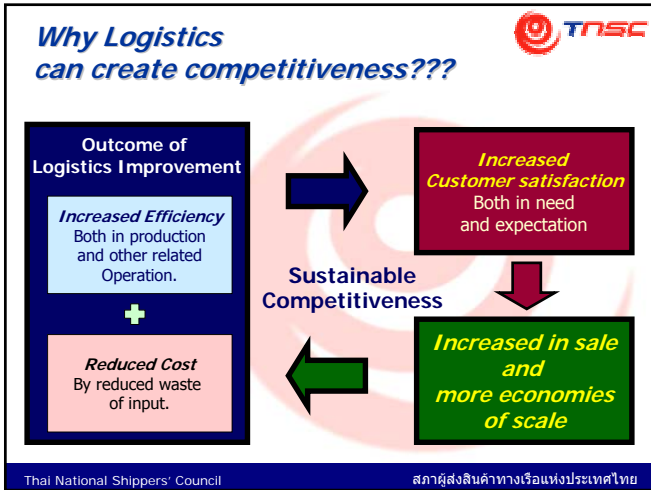 Why Logistics
can create competitiveness???
TNSC
Outcome of
Logistics Improvement
Increased Efficiency
Both in production
and other related
Operation.
Reduced Cost
By reduced waste
of input.
Sustainable
Competitiveness
Increased
Customer satisfaction
Both in need
and expectation
Increased in sale
and
more economies
of scale
Thai National Shippers' Council
สภาผู้ส่งสินค้าทางเรือแห่งประเทศไทย